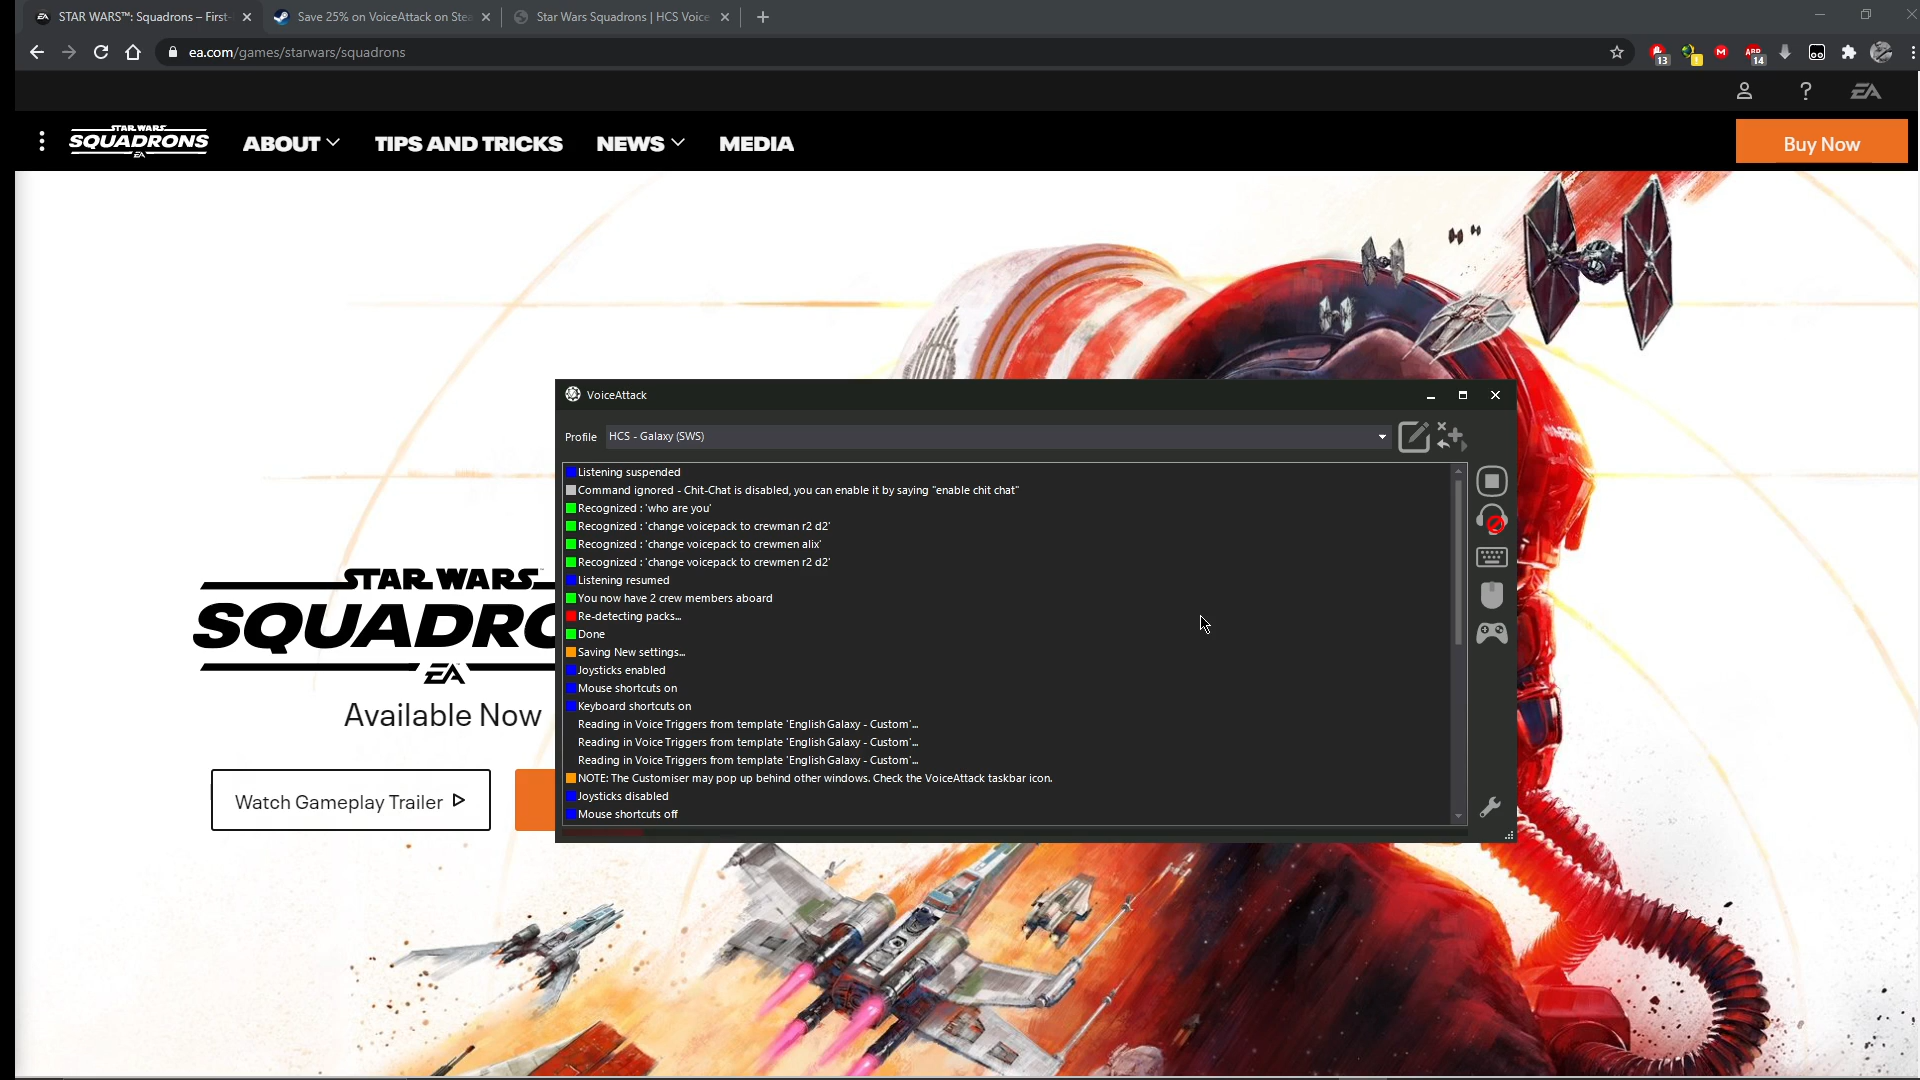 STAR WARS™: Squadrons – First-
Save 25% on VoiceAttack on Stea
Star Wars Squadrons | HCS Voice
ea.com/games/starwars/squadrons
13
!
M
ABP
14
?
EA
STAR WARS
SQUADRONS
EA
ABOUT
TIPS AND TRICKS
NEWS
MEDIA
Buy Now
VoiceAttack
Profile
HCS - Galaxy (SWS)
Listening suspended
Command ignored - Chit-Chat is disabled, you can enable it by saying "enable chit chat"
Recognized : 'who are you'
Recognized : 'change voicepack to crewman r2 d2'
Recognized : 'change voicepack to crewmen alix'
Recognized : 'change voicepack to crewmen r2 d2'
Listening resumed
You now have 2 crew members aboard
Re-detecting packs...
Done
Saving New settings...
Joysticks enabled
Mouse shortcuts on
Keyboard shortcuts on
Reading in Voice Triggers from template 'English Galaxy - Custom'...
Reading in Voice Triggers from template 'English Galaxy - Custom'...
Reading in Voice Triggers from template 'English Galaxy - Custom'...
NOTE: The Customiser may pop up behind other windows. Check the VoiceAttack taskbar icon.
Joysticks disabled
Mouse shortcuts off
STAR WARS™
SQUADRO
EA
Available Now
Watch Gameplay Trailer